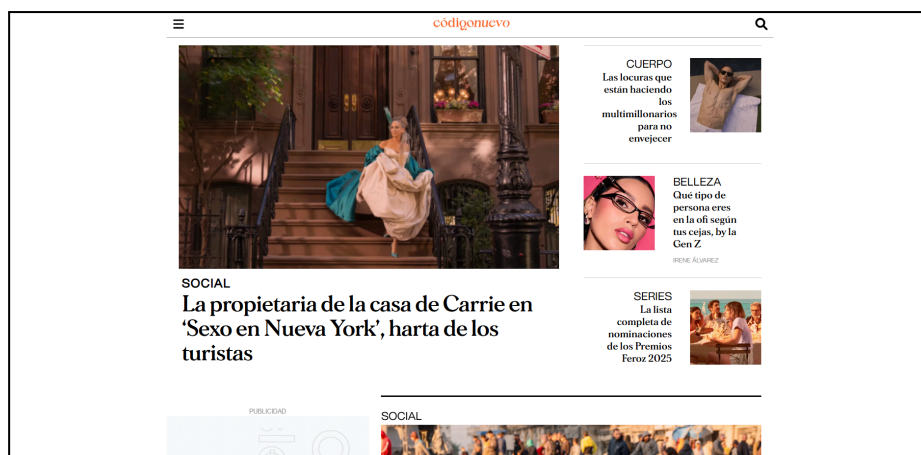 códigonuevo
SOCIAL
La propietaria de la casa de Carrie en
‘Sexo en Nueva York’, harta de los
turistas
CUERPO
Las locuras que
están haciendo
los
multimillonarios
para no
envejecer
BELLEZA
Qué tipo de
persona eres
en la ofi según
tus cejas, by la
Gen Z
IRENE ÁLVAREZ
SERIES
La lista
completa de
nominaciones
de los Premios
Feroz 2025
PUBLICIDAD
SOCIAL